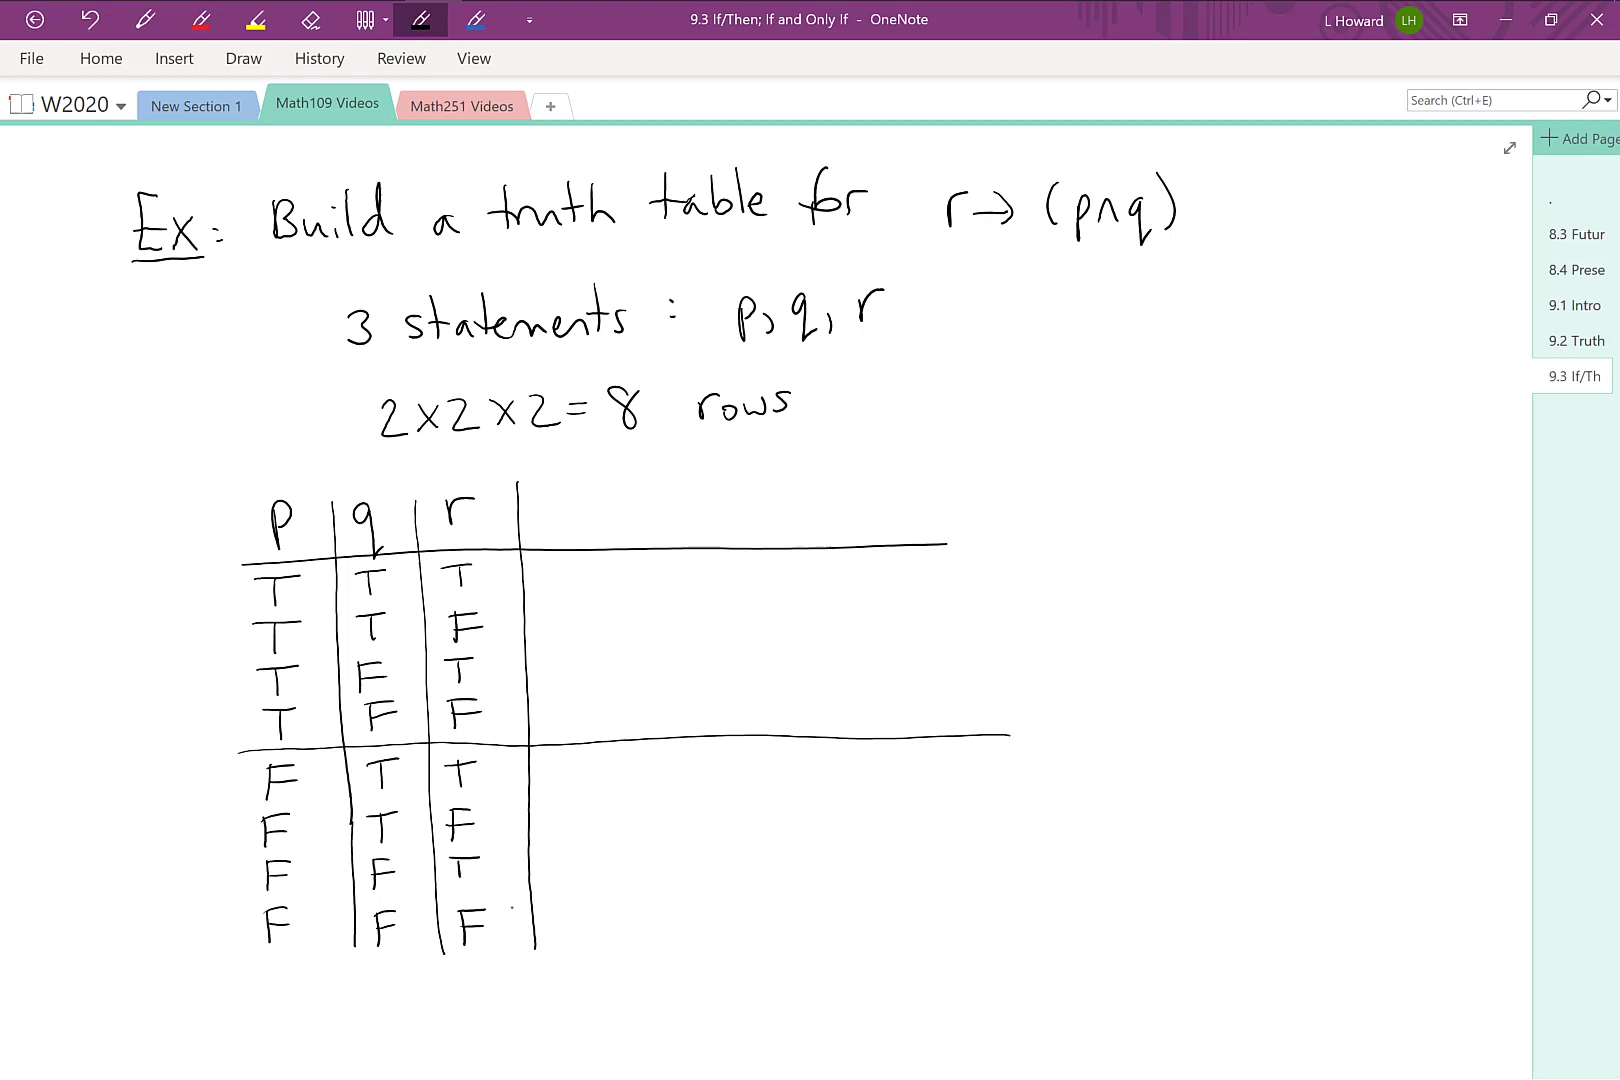 9.3 If/Then; If and Only If - OneNote
L Howard LH
File Home Insert Draw History Review View
W2020 New Section 1 Math109 Videos Math251 Videos +
Search (Ctrl+E)
Add Page
.
8.3 Futur
8.4 Prese
9.1 Intro
9.2 Truth
9.3 If/Th
Ex: Build a truth table for r→(p∧q)
3 statements : p, q, r
2×2×2=8 rows
p q r
T T T
T T F
T F T
T F F
F T T
F T F
F F T
F F F